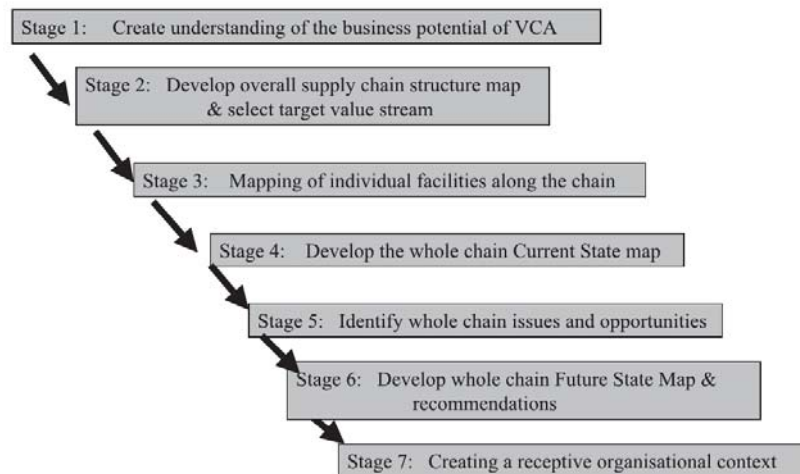 Stage 1: Create understanding of the business potential of VCA
Stage 2: Develop overall supply chain structure map
& select target value stream
Stage 3: Mapping of individual facilities along the chain
Stage 4: Develop the whole chain Current State map
Stage 5: Identify whole chain issues and opportunities
Stage 6: Develop whole chain Future State Map &
recommendations
Stage 7: Creating a receptive organisational context